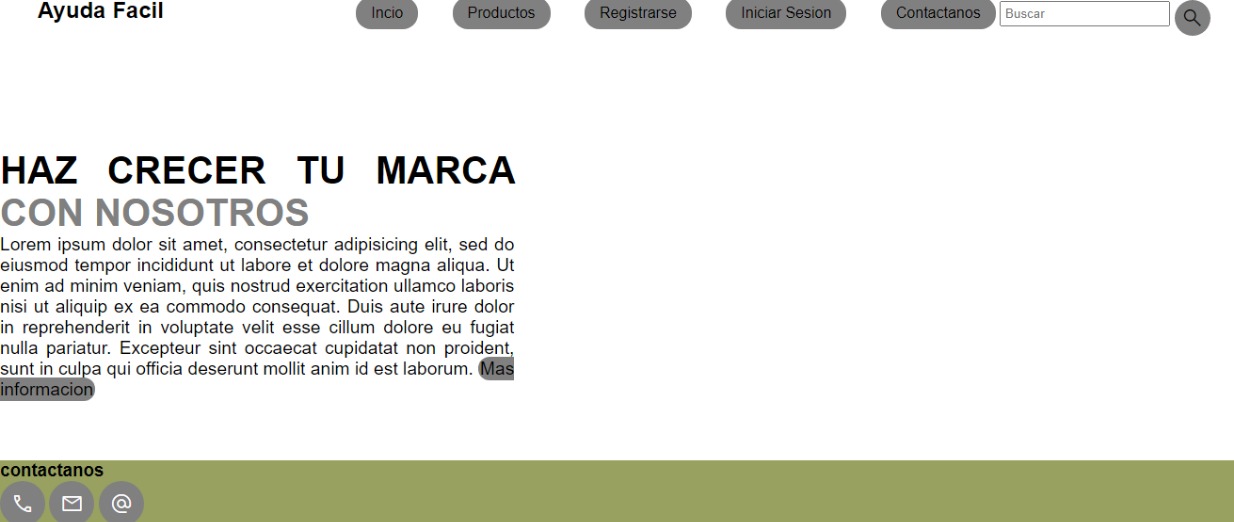 Ayuda Facil
Incio
Productos
Registrarse
Iniciar Sesion
Contactanos
Buscar
HAZ CRECER TU MARCA
CON NOSOTROS
Lorem ipsum dolor sit amet, consectetur adipisicing elit, sed do
eiusmod tempor incididunt ut labore et dolore magna aliqua. Ut
enim ad minim veniam, quis nostrud exercitation ullamco laboris
nisi ut aliquip ex ea commodo consequat. Duis aute irure dolor
in reprehenderit in voluptate velit esse cillum dolore eu fugiat
nulla pariatur. Excepteur sint occaecat cupidatat non proident,
sunt in culpa qui officia deserunt mollit anim id est laborum. Mas
informacion
contactanos